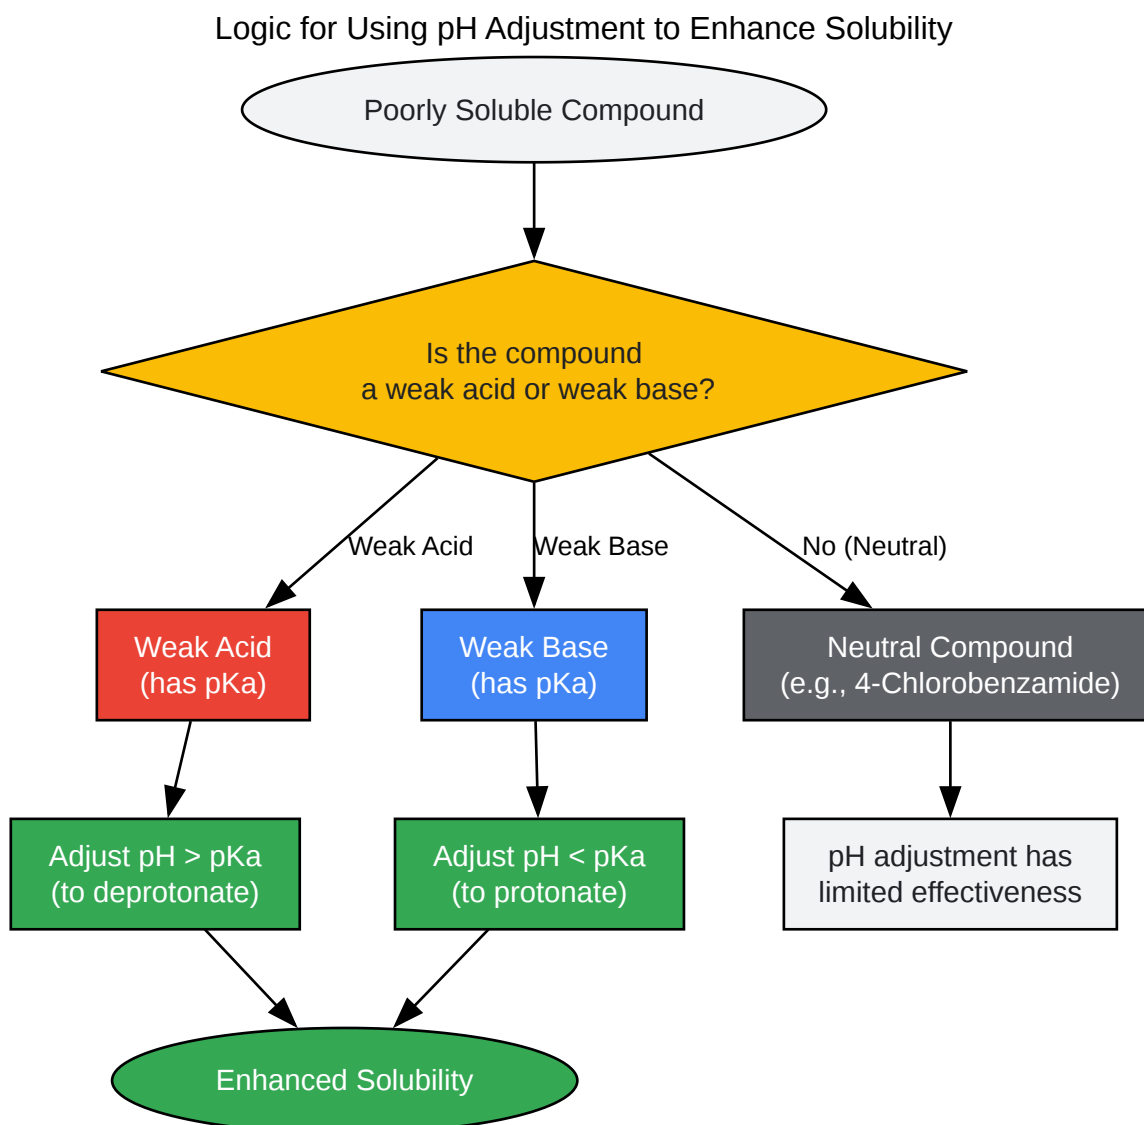 Logic for Using pH Adjustment to Enhance Solubility
Poorly Soluble Compound
Is the compound
a weak acid or weak base?
Weak Acid
Weak Base
No (Neutral)
Weak Acid
(has pKa)
Weak Base
(has pKa)
Neutral Compound
(e.g., 4-Chlorobenzamide)
Adjust pH > pKa
(to deprotonate)
Adjust pH < pKa
(to protonate)
pH adjustment has
limited effectiveness
Enhanced Solubility